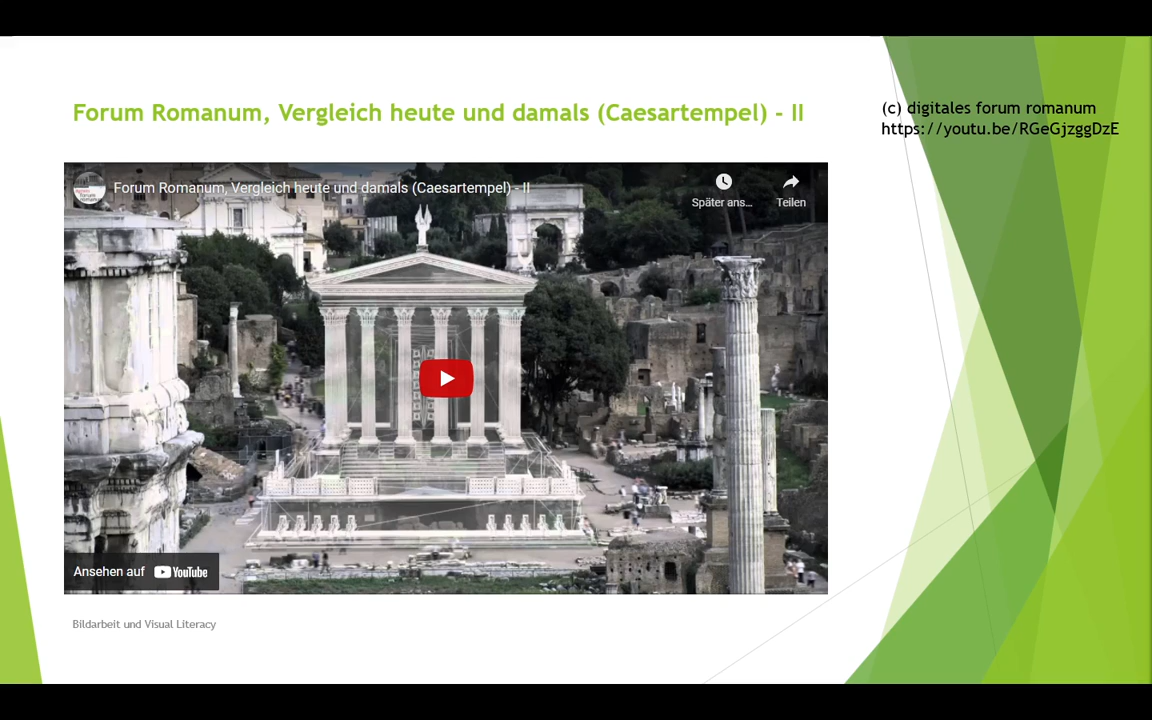 Forum Romanum, Vergleich heute und damals (Caesartempel) - II
(c) digitales forum romanum
https://youtu.be/RGeGjzggDzE
Forum Romanum, Vergleich heute und damals (Caesartempel) - II
Später ans...
Teilen
Ansehen auf YouTube
Bildarbeit und Visual Literacy